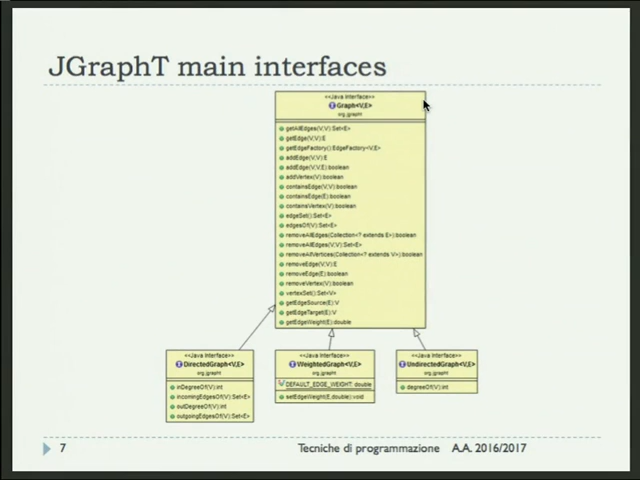 JGraphT main interfaces
<<Java Interface>>
Graph<V,E>
org.jgrapht
getAllEdges(V,V):Set<E>
getEdge(V,V):E
getEdgeFactory():EdgeFactory<V,E>
addEdge(V,V):E
addEdge(V,V,E):boolean
addVertex(V):boolean
containsEdge(V,V):boolean
containsEdge(E):boolean
containsVertex(V):boolean
edgeSet():Set<E>
edgesOf(V):Set<E>
removeAllEdges(Collection<? extends E>):boolean
removeAllEdges(V,V):Set<E>
removeAllVertices(Collection<? extends V>):boolean
removeEdge(V,V):E
removeEdge(E):boolean
removeVertex(V):boolean
vertexSet():Set<V>
getEdgeSource(E):V
getEdgeTarget(E):V
getEdgeWeight(E):double
<<Java Interface>>
DirectedGraph<V,E>
org.jgrapht
inDegreeOf(V):int
incomingEdgesOf(V):Set<E>
outDegreeOf(V):int
outgoingEdgesOf(V):Set<E>
<<Java Interface>>
WeightedGraph<V,E>
org.jgrapht
DEFAULT_EDGE_WEIGHT: double
setEdgeWeight(E,double):void
<<Java Interface>>
UndirectedGraph<V,E>
org.jgrapht
degreeOf(V):int
7
Tecniche di programmazione A.A. 2016/2017